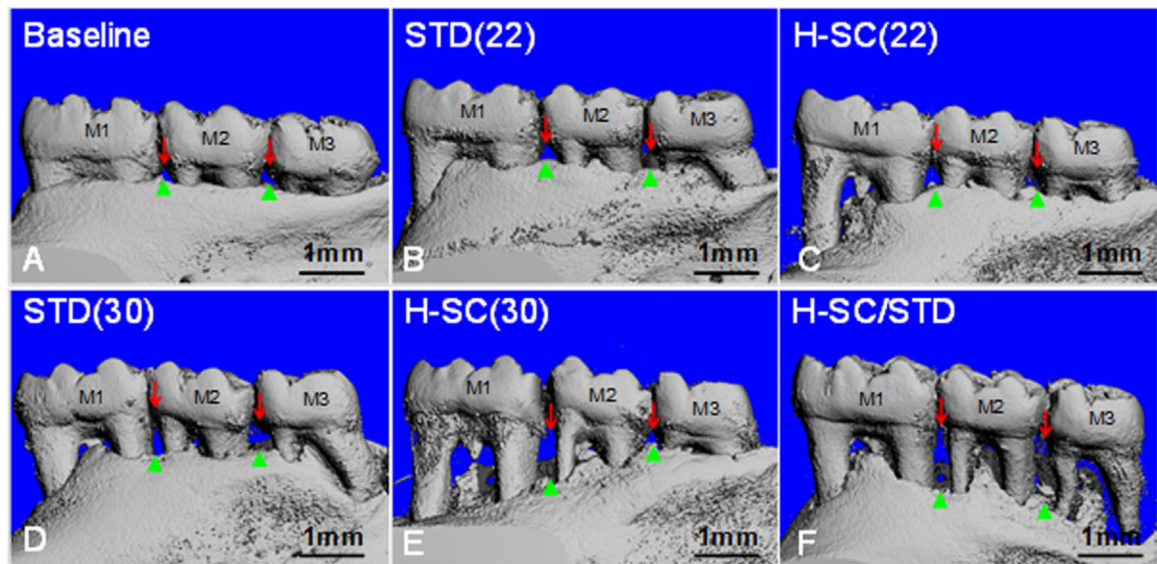 Baseline
M1
M2
M3
A
1mm
STD(22)
M1
M2
M3
B
1mm
H-SC(22)
M1
M2
M3
C
1mm
STD(30)
M1
M2
M3
D
1mm
H-SC(30)
M1
M2
M3
E
1mm
H-SC/STD
M1
M2
M3
F
1mm